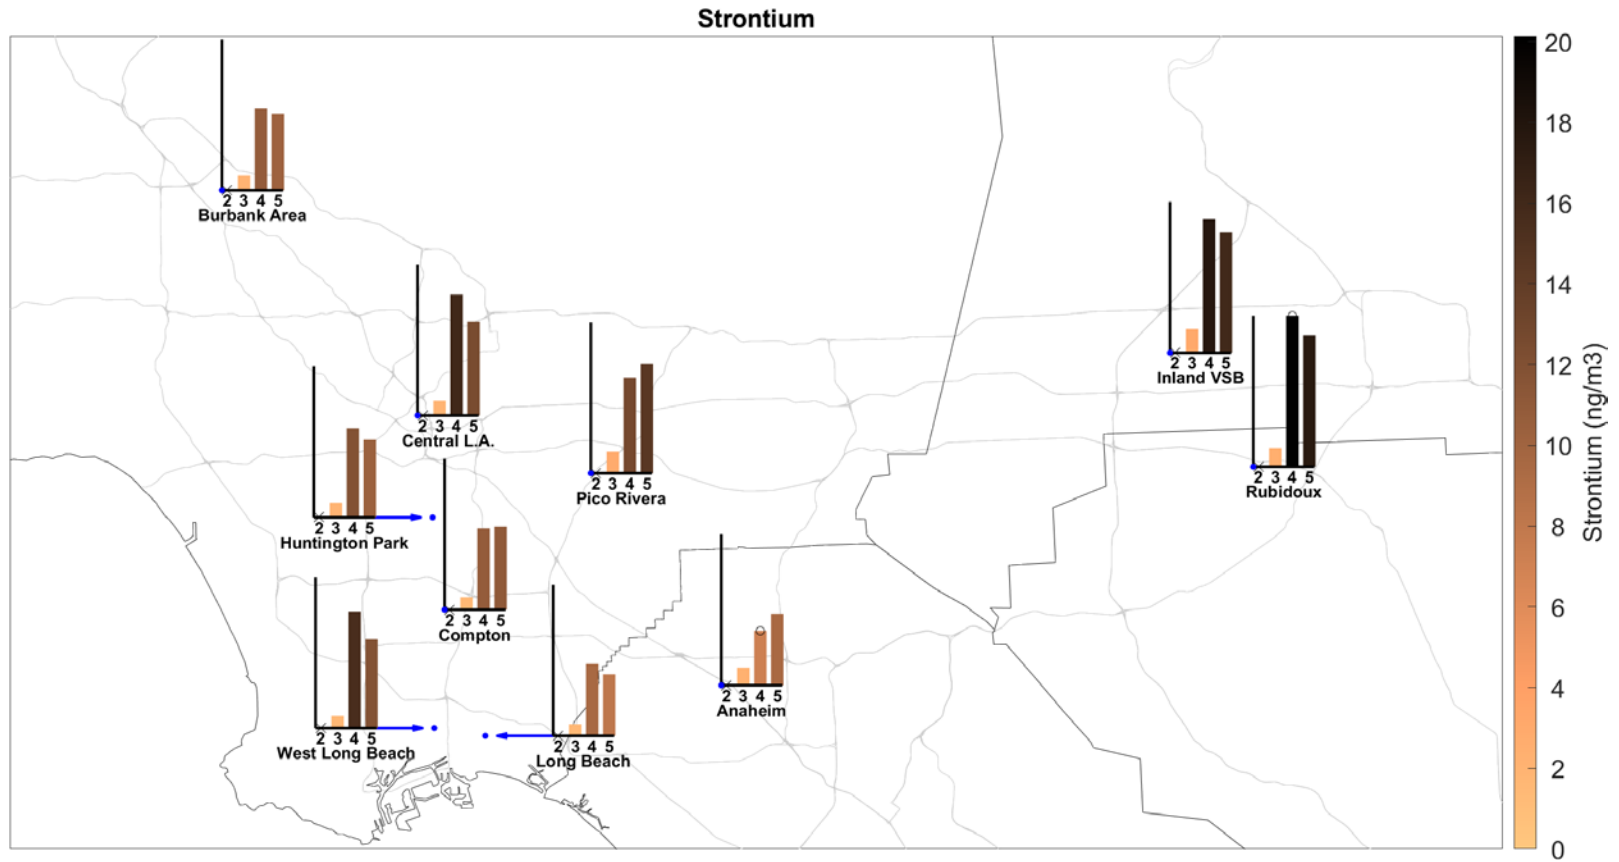 Strontium
2 3 4 5
Burbank Area
2 3 4 5
Central L.A.
2 3 4 5
Inland VSB
2 3 4 5
Rubidoux
2 3 4 5
Pico Rivera
2 3 4 5
Huntington Park
2 3 4 5
Compton
2 3 4 5
Anaheim
2 3 4 5
West Long Beach
2 3 4 5
Long Beach
20
18
16
14
12
10
8
6
4
2
0
Strontium (ng/m3)